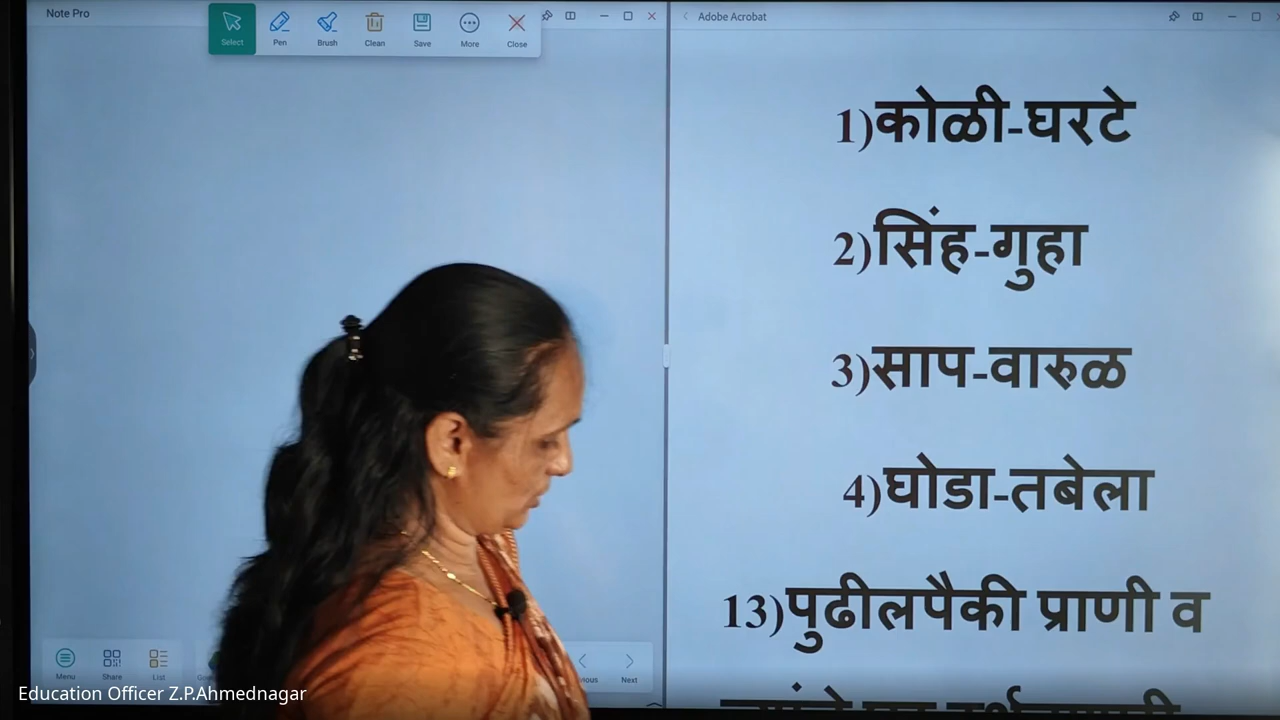 Note Pro
Select Pen Brush Clean Save More Close
Adobe Acrobat
1)कोळी-घरटे
2)सिंह-गुहा
3)साप-वारुळ
4)घोडा-तबेला
13)पुढीलपैकी प्राणी व
Menu Share List Next
Education Officer Z.P.Ahmednagar